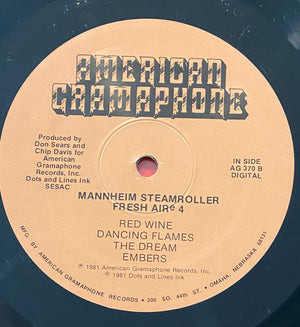 AMERICAN
GRAMAPHONE
Produced by
Don Sears and
Chip Davis for
American
Gramaphone
Records, Inc.
Dots and Lines Ink
SESAC
IN SIDE
AG 370 B
DIGITAL
MANNHEIM STEAMROLLER
FRESH AIRe 4
RED WINE
DANCING FLAMES
THE DREAM
EMBERS
© 1981 American Gramaphone Records, Inc.
℗ 1981 Dots and Lines Ink
MFG. BY AMERICAN GRAMAPHONE RECORDS • 206 SO. 44th ST. • OMAHA, NEBRASKA 68131